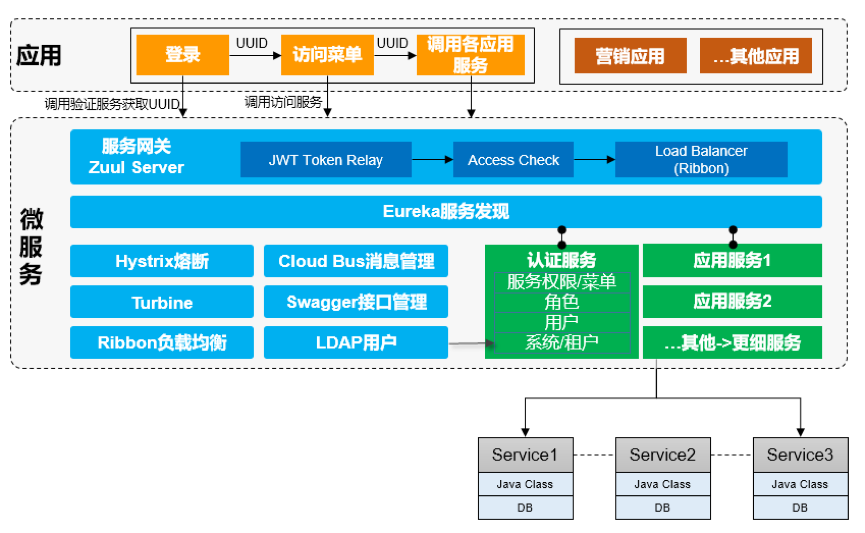 应用
登录
UUID
访问菜单
UUID
调用各应用
服务
营销应用
...其他应用
调用验证服务获取UUID
调用访问服务
微服务
服务网关
Zuul Server
JWT Token Relay
Access Check
Load Balancer
(Ribbon)
Eureka服务发现
Hystrix熔断
Cloud Bus消息管理
认证服务
应用服务1
服务权限/菜单
Turbine
Swagger接口管理
角色
应用服务2
用户
Ribbon负载均衡
LDAP用户
系统/租户
...其他->更细服务
Service1
Service2
Service3
Java Class
Java Class
Java Class
DB
DB
DB